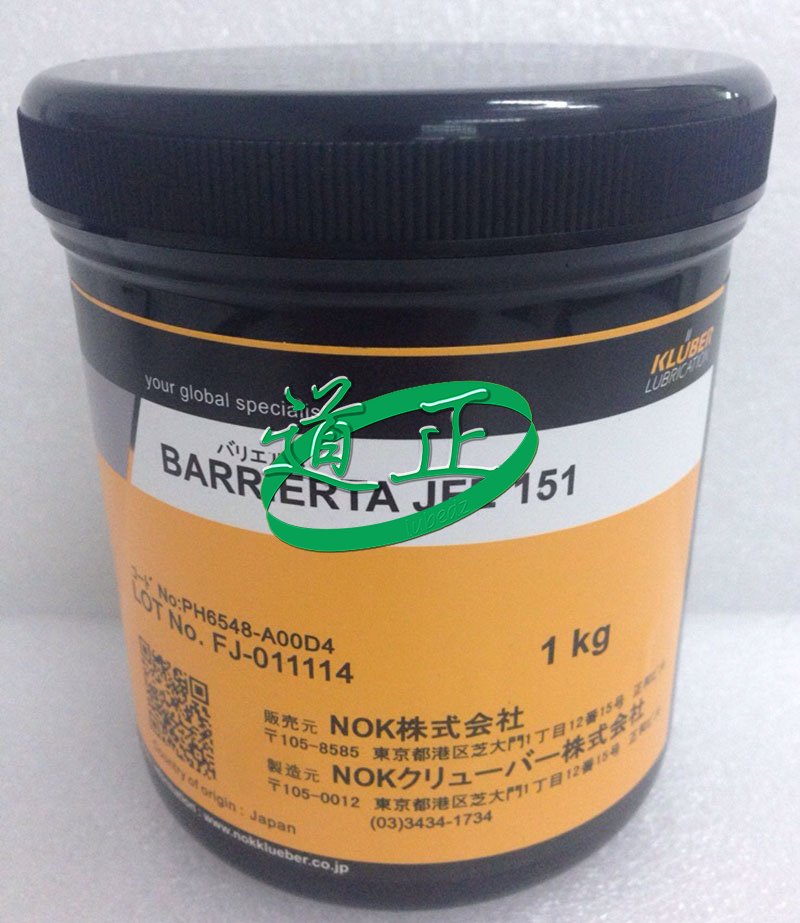 KLÜBER
LUBRICATION
your global specialist
道正
バリエ
BARRIERTA JFE 151
lubeaz
コード No:PH6548-A00D4
LOT No. FJ-011114
1 kg
販売元 NOK株式会社
〒105-8585 東京都港区芝大門1丁目12番15号
製造元 NOKクリューバー株式会社
〒105-0012 東京都港区芝大門1丁目12番15号
(03)3434-1734
Country of origin : Japan
: www.nokklueber.co.jp